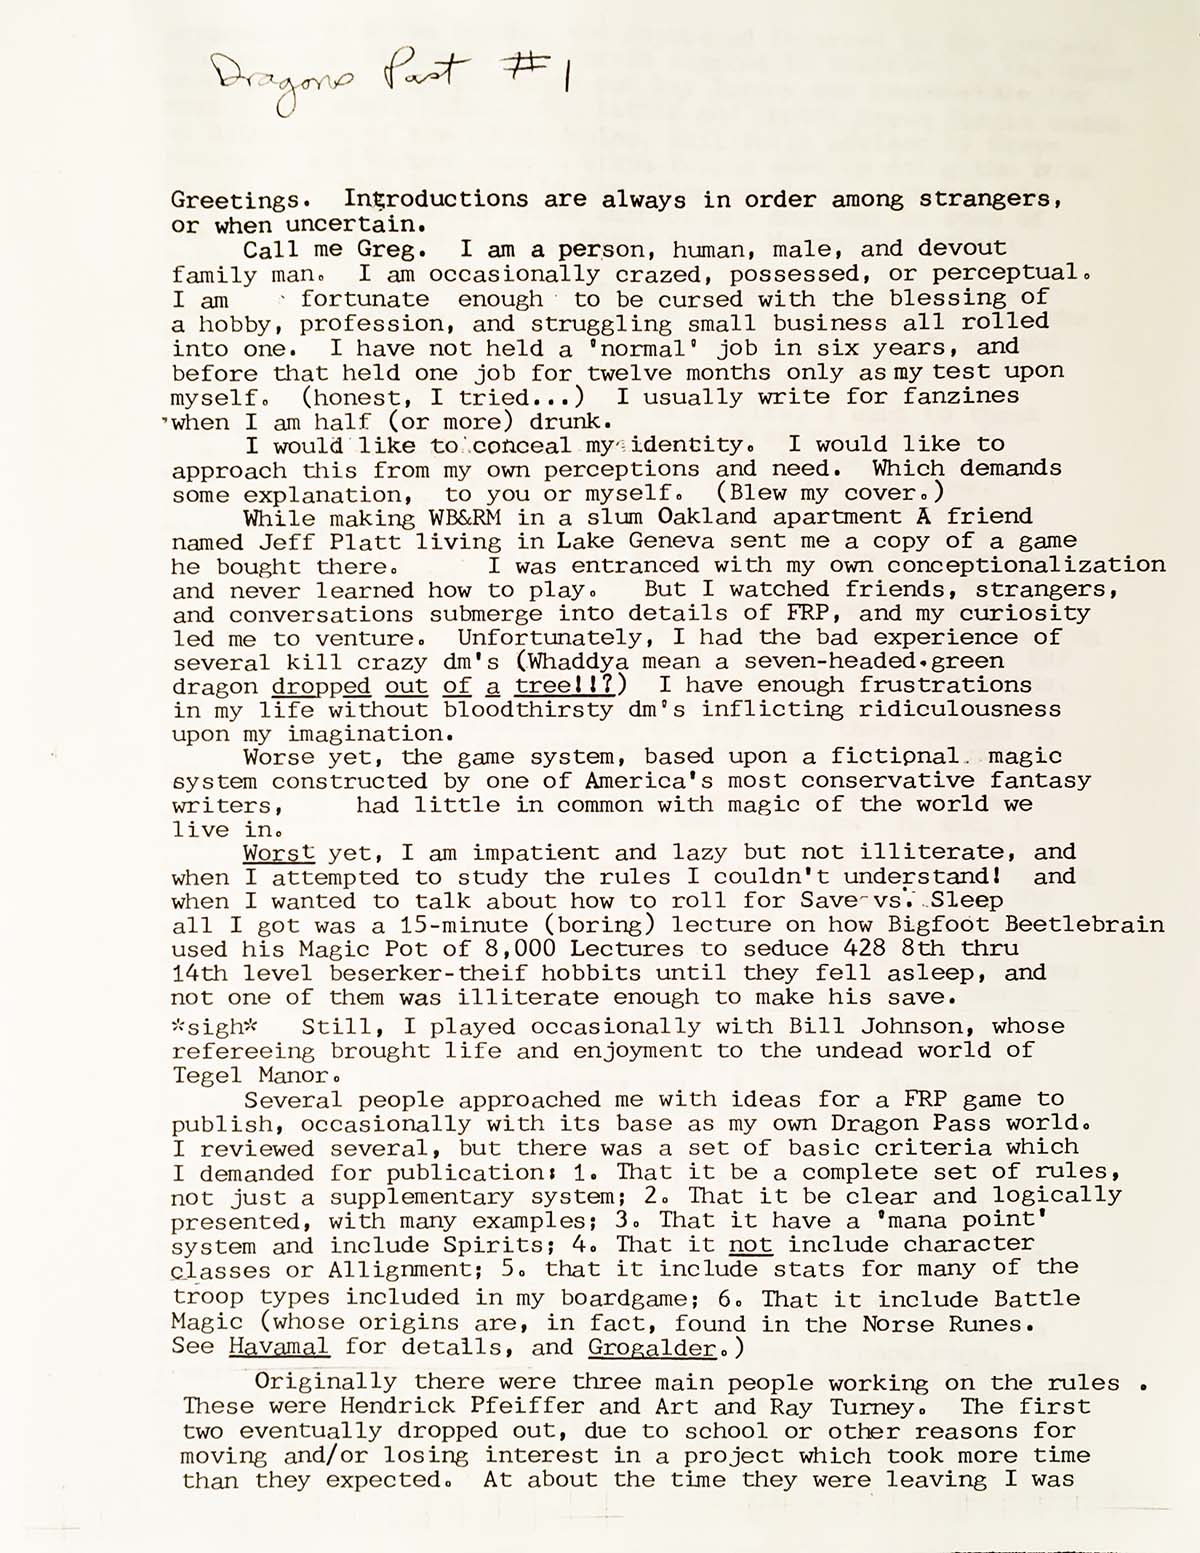 Dragons Past #1
Greetings. Introductions are always in order among strangers,
or when uncertain.
Call me Greg. I am a person, human, male, and devout
family man. I am occasionally crazed, possessed, or perceptual.
I am fortunate enough to be cursed with the blessing of
a hobby, profession, and struggling small business all rolled
into one. I have not held a 'normal' job in six years, and
before that held one job for twelve months only as my test upon
myself. (honest, I tried...) I usually write for fanzines
when I am half (or more) drunk.
I would like to conceal my identity. I would like to
approach this from my own perceptions and need. Which demands
some explanation, to you or myself. (Blew my cover.)
While making WB&RM in a slum Oakland apartment A friend
named Jeff Platt living in Lake Geneva sent me a copy of a game
he bought there. I was entranced with my own conceptionalization
and never learned how to play. But I watched friends, strangers,
and conversations submerge into details of FRP, and my curiosity
led me to venture. Unfortunately, I had the bad experience of
several kill crazy dm's (Whaddya mean a seven-headed green
dragon dropped out of a tree!!?) I have enough frustrations
in my life without bloodthirsty dm's inflicting ridiculousness
upon my imagination.
Worse yet, the game system, based upon a fictional magic
system constructed by one of America's most conservative fantasy
writers, had little in common with magic of the world we
live in.
Worst yet, I am impatient and lazy but not illiterate, and
when I attempted to study the rules I couldn't understand! and
when I wanted to talk about how to roll for Save vs. Sleep
all I got was a 15-minute (boring) lecture on how Bigfoot Beetlebrain
used his Magic Pot of 8,000 Lectures to seduce 428 8th thru
14th level beserker-theif hobbits until they fell asleep, and
not one of them was illiterate enough to make his save.
*sigh* Still, I played occasionally with Bill Johnson, whose
refereeing brought life and enjoyment to the undead world of
Tegel Manor.
Several people approached me with ideas for a FRP game to
publish, occasionally with its base as my own Dragon Pass world.
I reviewed several, but there was a set of basic criteria which
I demanded for publication: 1. That it be a complete set of rules,
not just a supplementary system; 2. That it be clear and logically
presented, with many examples; 3. That it have a 'mana point'
system and include Spirits; 4. That it not include character
classes or Allignment; 5. that it include stats for many of the
troop types included in my boardgame; 6. That it include Battle
Magic (whose origins are, in fact, found in the Norse Runes.
See Havamal for details, and Grogalder.)
Originally there were three main people working on the rules .
These were Hendrick Pfeiffer and Art and Ray Turney. The first
two eventually dropped out, due to school or other reasons for
moving and/or losing interest in a project which took more time
than they expected. At about the time they were leaving I was